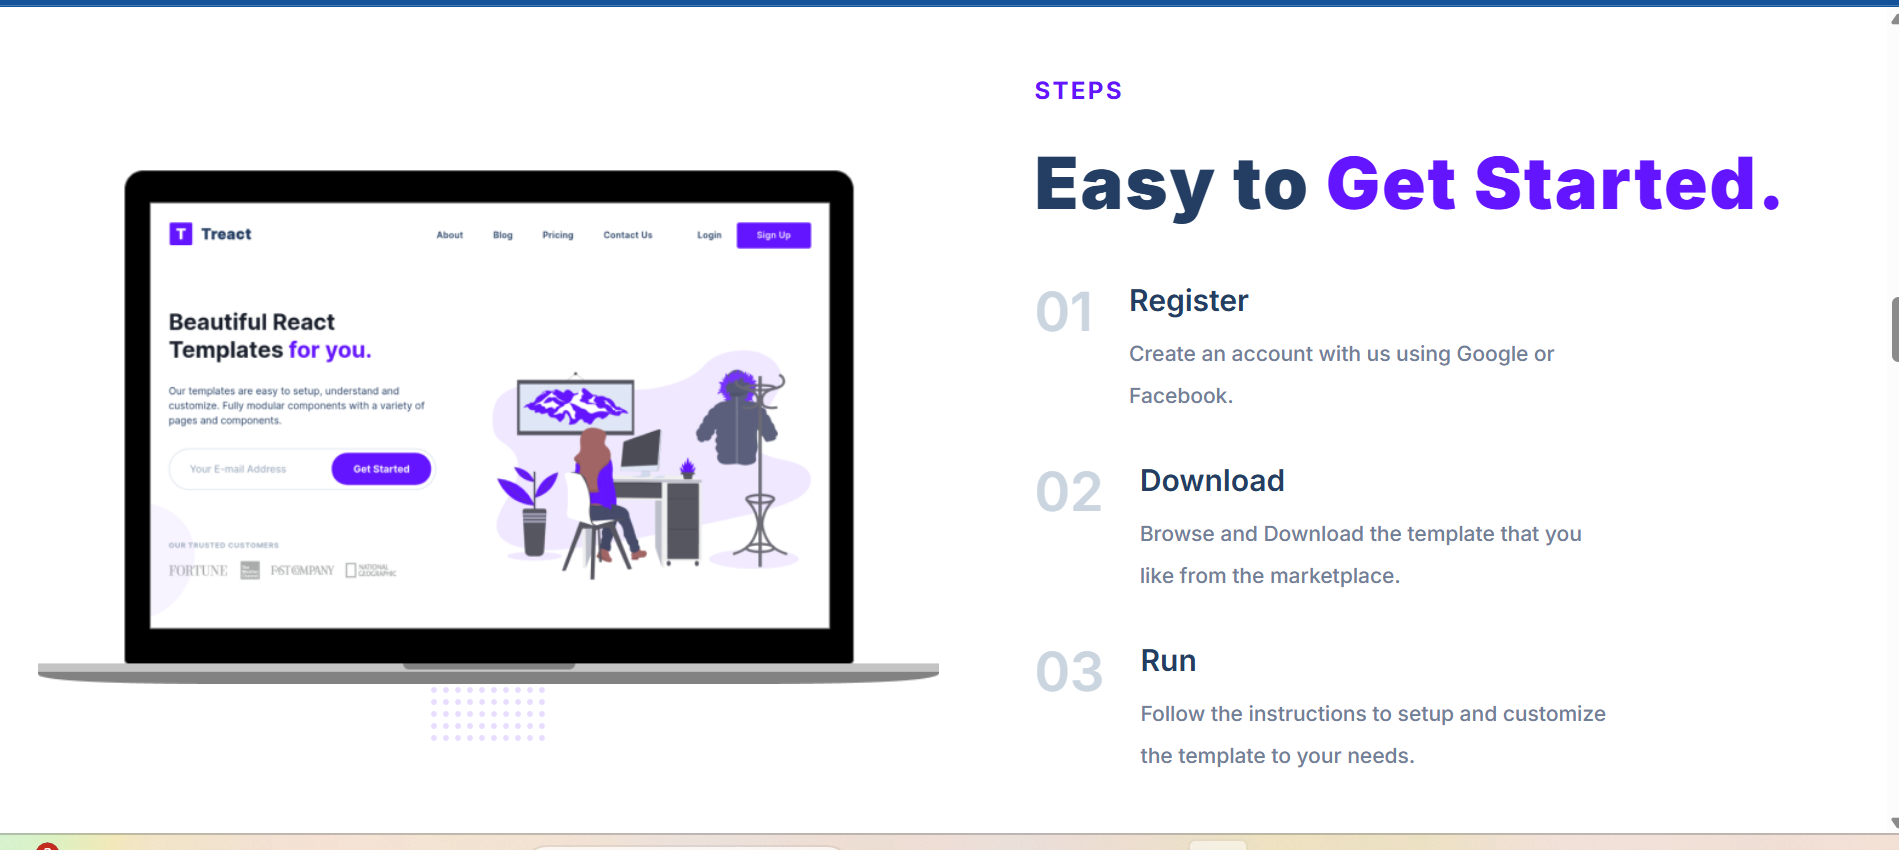 STEPS
Easy to Get Started.
01 Register
Create an account with us using Google or
Facebook.
02 Download
Browse and Download the template that you
like from the marketplace.
03 Run
Follow the instructions to setup and customize
the template to your needs.
T Treact
About Blog Pricing Contact Us Login Sign Up
Beautiful React
Templates for you.
Our templates are easy to setup, understand and
customize. Fully modular components with a variety of
pages and components.
Your E-mail Address Get Started
OUR TRUSTED CUSTOMERS
FORTUNE FAST COMPANY NATIONAL
GEOGRAPHIC